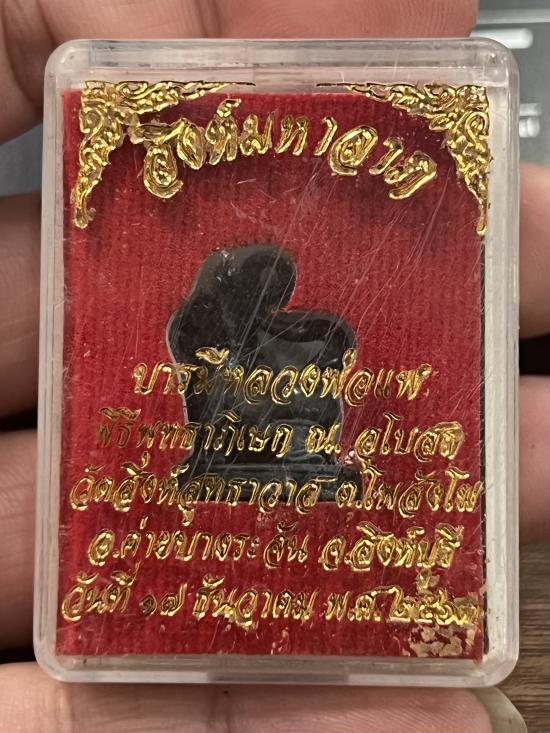 สิงห์มหาอำนาจ
บารมีหลวงพ่อแพ
พิธีพุทธาภิเษก ณ. อุโบสถ
วัดสิงห์สุทธาวาส ต.โพสังโฆ
อ.ค่ายบางระจัน จ.สิงห์บุรี
วันที่ ๑๗ ธันวาคม พ.ศ.